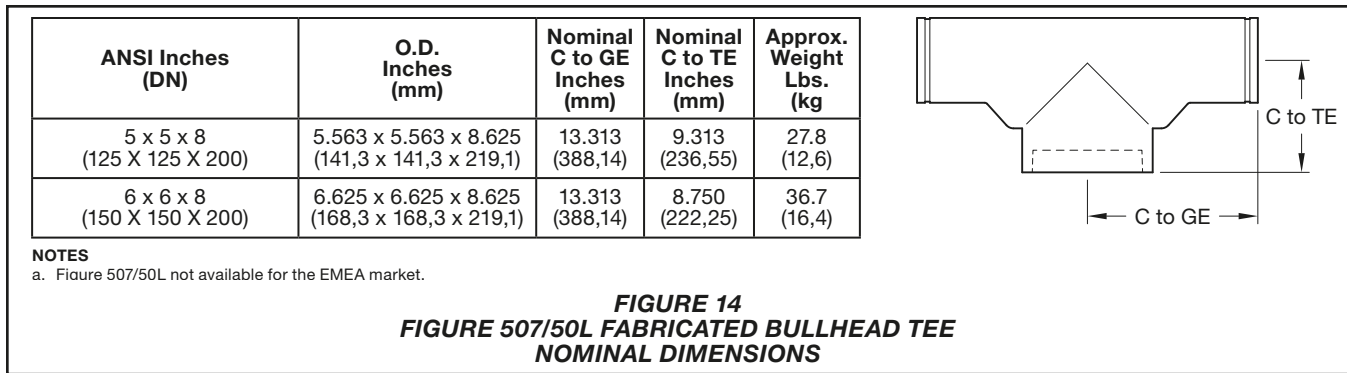 ANSI Inches
(DN)
O.D.
Inches
(mm)
Nominal
C to GE
Inches
(mm)
Nominal
C to TE
Inches
(mm)
Approx.
Weight
Lbs.
(kg
5 x 5 x 8
(125 X 125 X 200)
5.563 x 5.563 x 8.625
(141,3 x 141,3 x 219,1)
13.313
(388,14)
9.313
(236,55)
27.8
(12,6)
6 x 6 x 8
(150 X 150 X 200)
6.625 x 6.625 x 8.625
(168,3 x 168,3 x 219,1)
13.313
(388,14)
8.750
(222,25)
36.7
(16,4)
C to TE
C to GE
NOTES
a. Figure 507/50L not available for the EMEA market.
FIGURE 14
FIGURE 507/50L FABRICATED BULLHEAD TEE
NOMINAL DIMENSIONS